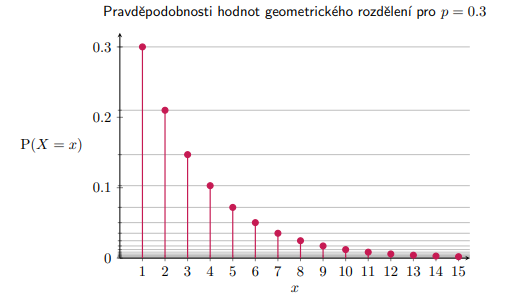 Pravděpodobnosti hodnot geometrického rozdělení pro p = 0.3
0.3
0.2
P(X = x)
0.1
0
1 2 3 4 5 6 7 8 9 10 11 12 13 14 15
x